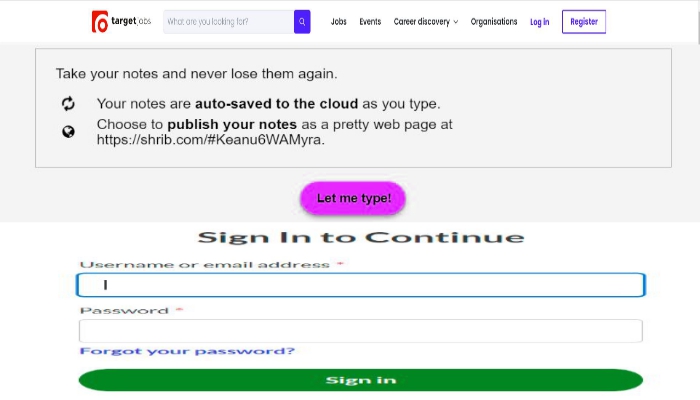 targetjobs What are you looking for? Jobs Events Career discovery Organisations Log in Register
Take your notes and never lose them again.
Your notes are auto-saved to the cloud as you type.
Choose to publish your notes as a pretty web page at
https://shrib.com/#Keanu6WAMyra.
Let me type!
Sign In to Continue
Username or email address *
Password *
Forgot your password?
Sign in